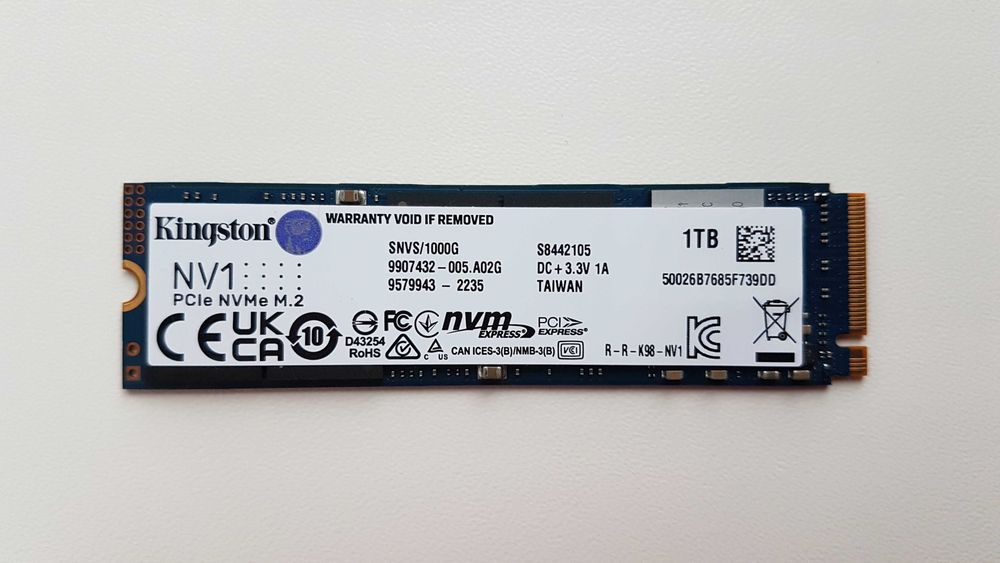 Kingston®
WARRANTY VOID IF REMOVED
NV1
PCIe NVMe M.2
SNVS/1000G
9907432-005.A02G
9579943 - 2235
S8442105
DC+3.3V 1A
TAIWAN
1TB
50026B7685F739DD
CE
UK
CA
10
D43254
RoHS
FC
nvm
EXPRESS®
PCI
EXPRESS®
C US
CAN ICES-3(B)/NMB-3(B)
VCI
R-R-K98-NV1